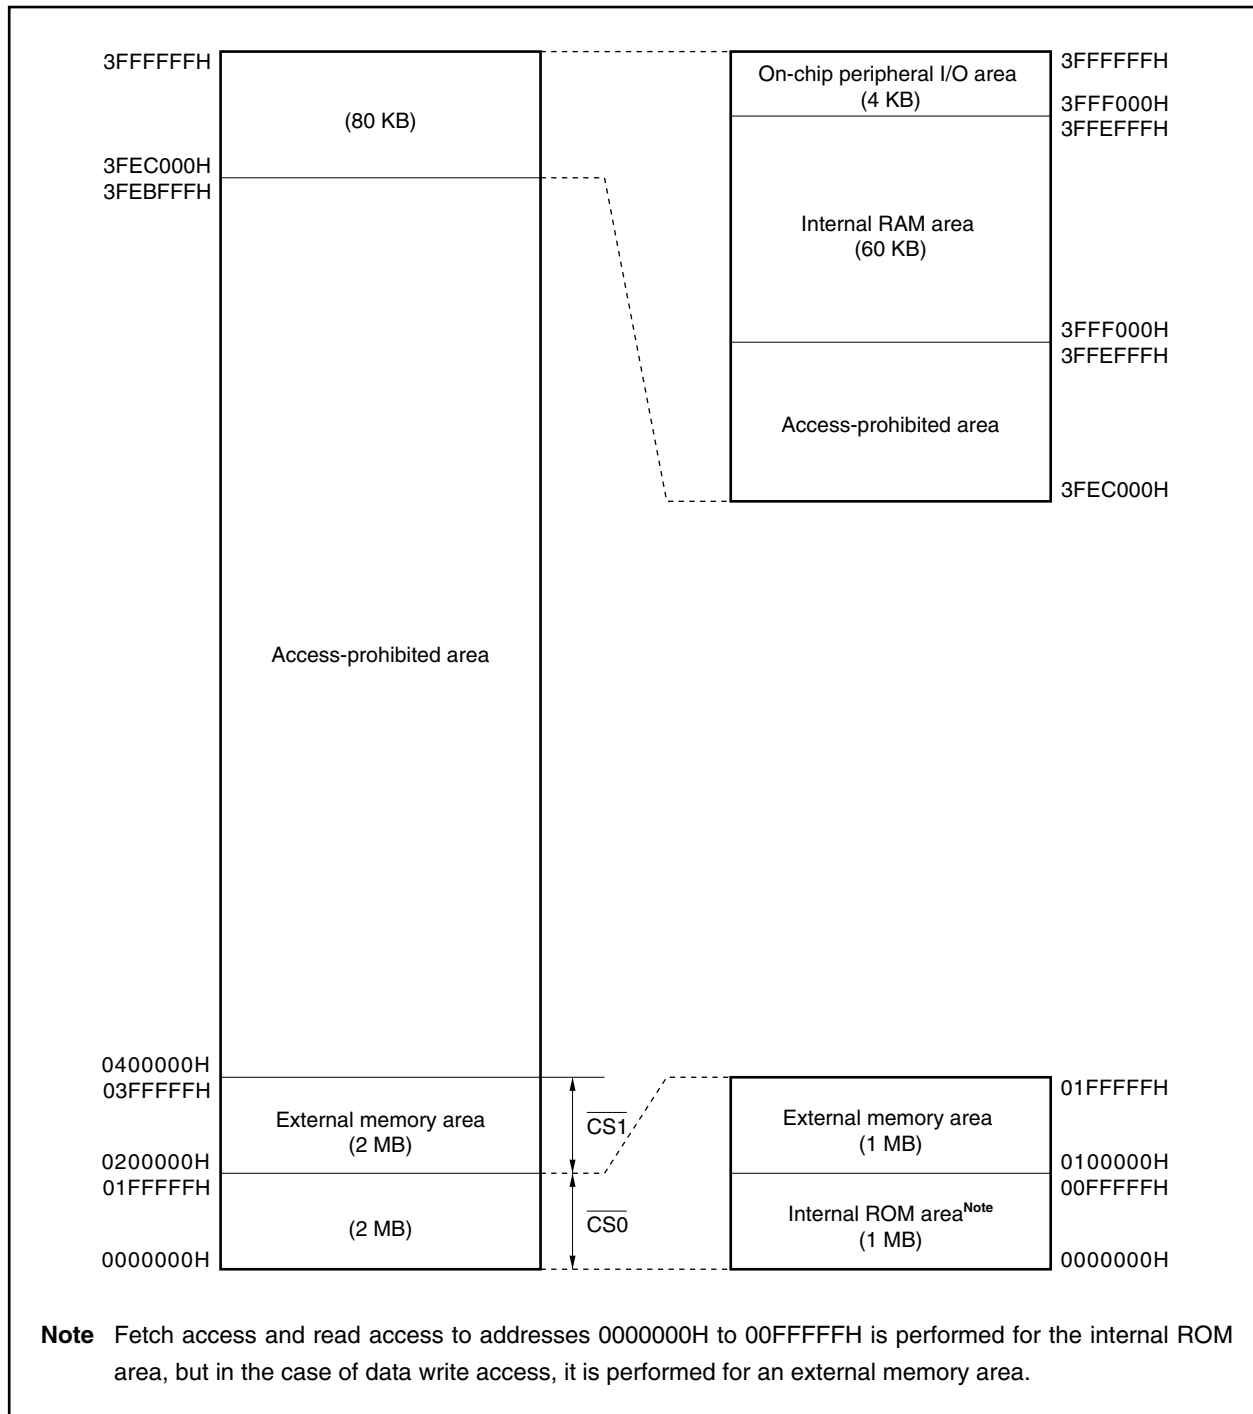 3FFFFFFH
(80 KB)
3FEC000H
3FEBFFFH
Access-prohibited area
0400000H
03FFFFFH
External memory area
(2 MB)
CS1
0200000H
01FFFFFH
(2 MB)
CS0
0000000H
On-chip peripheral I/O area
(4 KB)
3FFFFFFH
3FFF000H
3FFEFFFH
Internal RAM area
(60 KB)
3FFF000H
3FFEFFFH
Access-prohibited area
3FEC000H
01FFFFFH
External memory area
(1 MB)
0100000H
00FFFFFH
Internal ROM areaNote
(1 MB)
0000000H
Note Fetch access and read access to addresses 0000000H to 00FFFFFH is performed for the internal ROM
area, but in the case of data write access, it is performed for an external memory area.